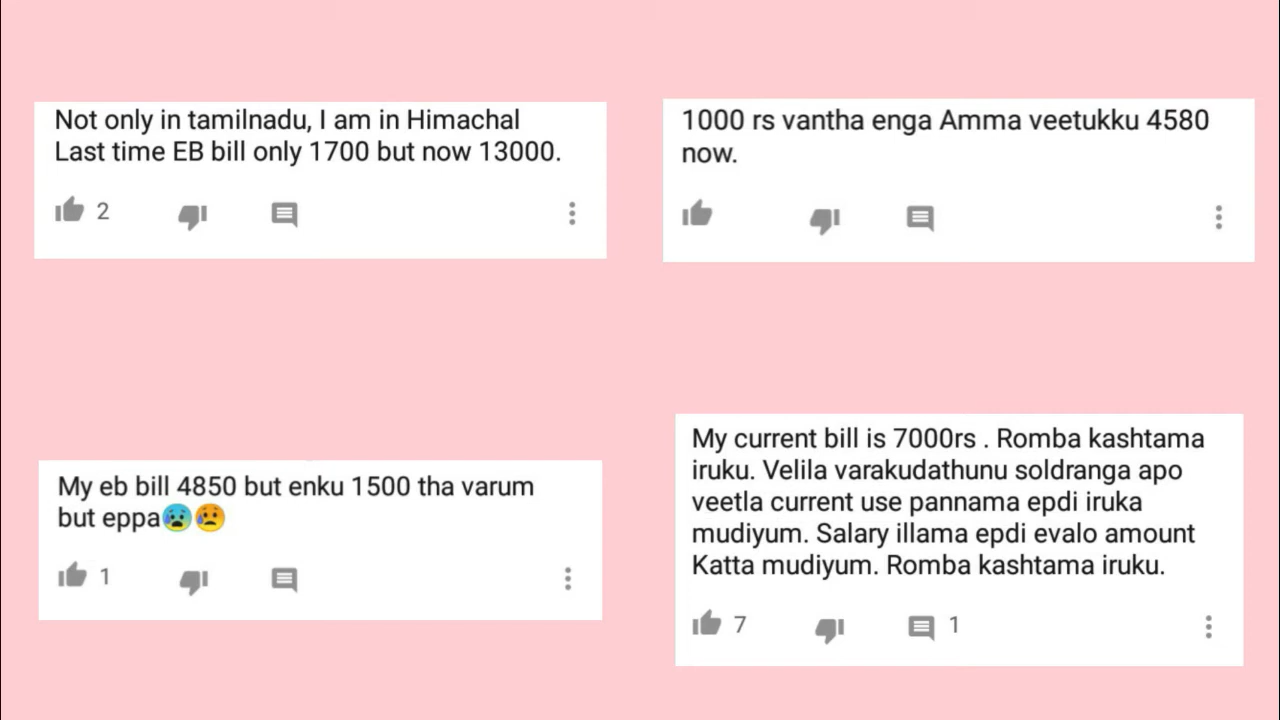 Not only in tamilnadu, I am in Himachal
Last time EB bill only 1700 but now 13000.
2
1000 rs vantha enga Amma veetukku 4580
now.
My eb bill 4850 but enku 1500 tha varum
but eppa😰😥
1
My current bill is 7000rs . Romba kashtama
iruku. Velila varakudathunu soldranga apo
veetla current use pannama epdi iruka
mudiyum. Salary illama epdi evalo amount
Katta mudiyum. Romba kashtama iruku.
7 1